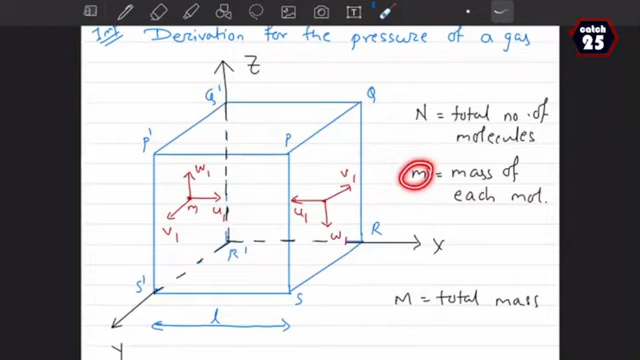 Imt Derivation for the pressure of a gas
catch
25
Z
Q'
Q
N = total no. of
molecules
P'
P
w₁
v₁
m = mass of
each mol.
m
u₁
u₁
v₁
w₁
R
X
R'
S'
S
M = total mass
l
Y